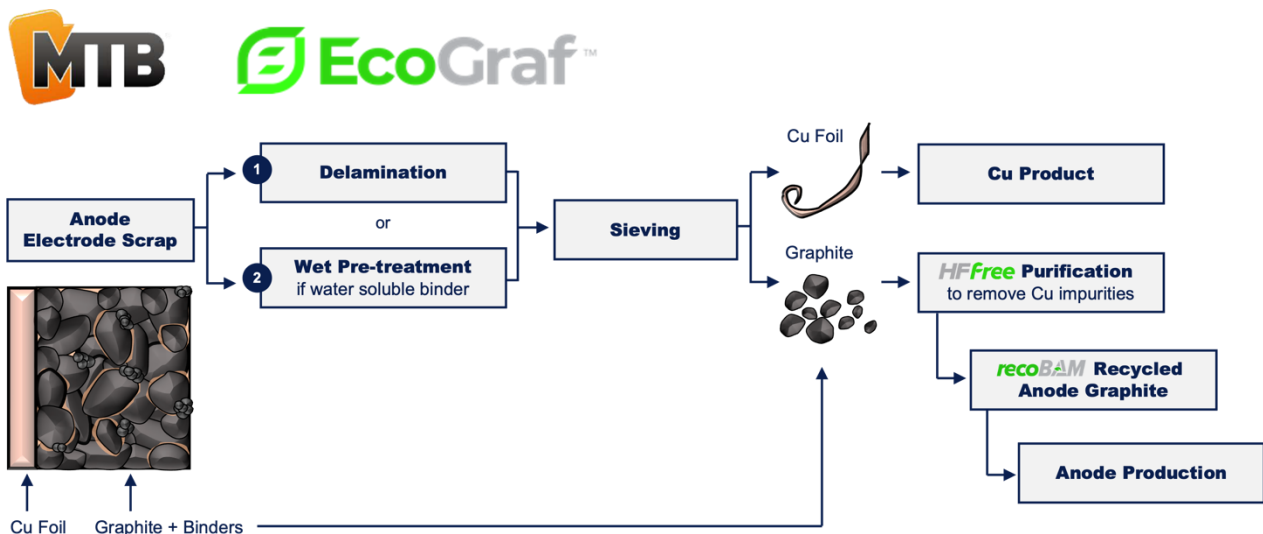 MTB
EcoGraf™
Anode
Electrode Scrap
1
Delamination
or
2
Wet Pre-treatment
if water soluble binder
Sieving
Cu Foil
Graphite
Cu Product
HFfree Purification
to remove Cu impurities
recoBAM Recycled
Anode Graphite
Anode Production
Cu Foil
Graphite + Binders